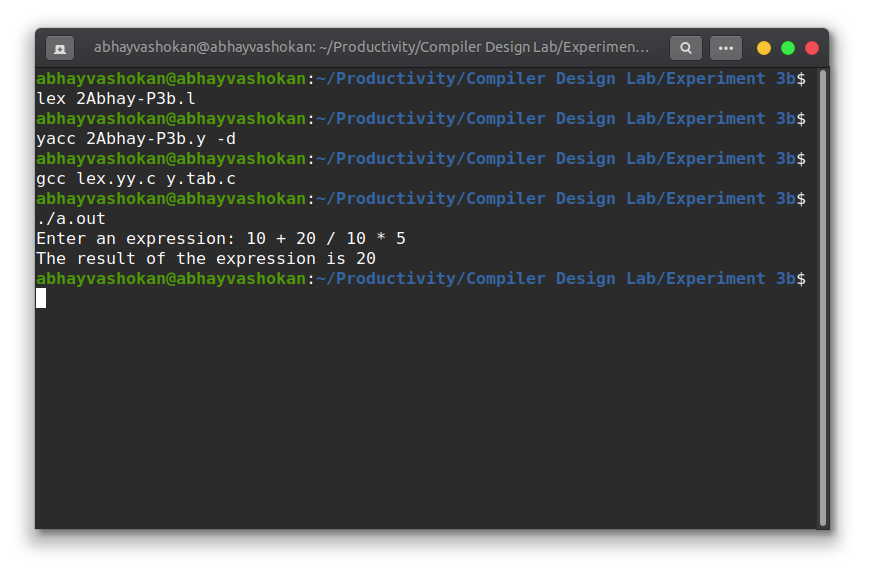 abhayvashokan@abhayvashokan: ~/Productivity/Compiler Design Lab/Experimen...
abhayvashokan@abhayvashokan:~/Productivity/Compiler Design Lab/Experiment 3b$
lex 2Abhay-P3b.l
abhayvashokan@abhayvashokan:~/Productivity/Compiler Design Lab/Experiment 3b$
yacc 2Abhay-P3b.y -d
abhayvashokan@abhayvashokan:~/Productivity/Compiler Design Lab/Experiment 3b$
gcc lex.yy.c y.tab.c
abhayvashokan@abhayvashokan:~/Productivity/Compiler Design Lab/Experiment 3b$
./a.out
Enter an expression: 10 + 20 / 10 * 5
The result of the expression is 20
abhayvashokan@abhayvashokan:~/Productivity/Compiler Design Lab/Experiment 3b$